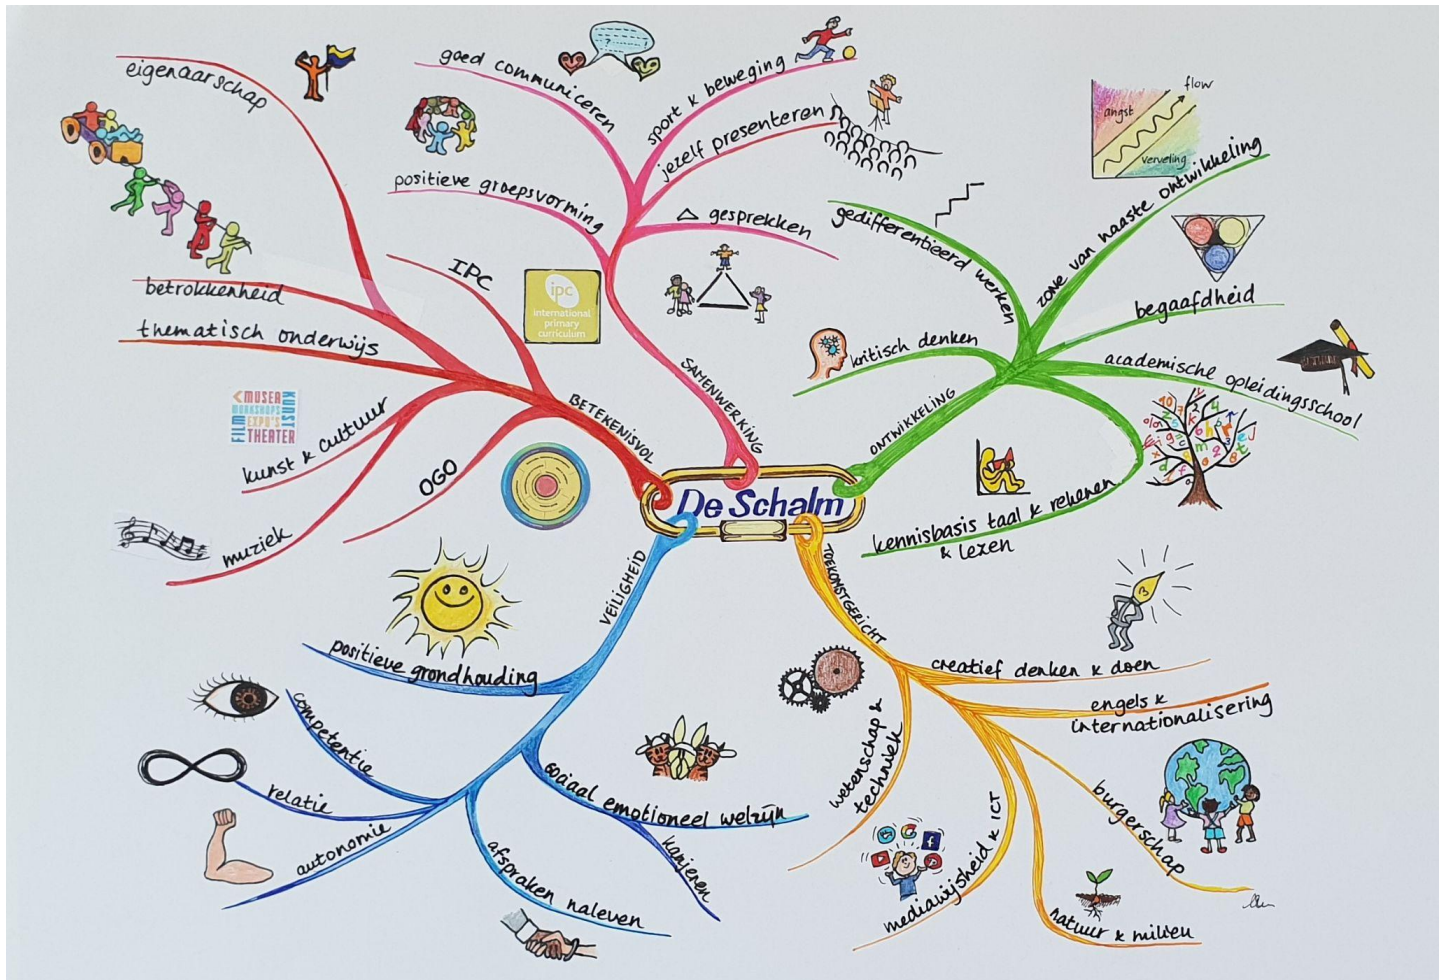 De Schalm
BETEKENISVOL
eigenaarschap
betrokkenheid
thematisch onderwijs
kunst & cultuur
MUSEA
WORKSHOPS
EXPO'S
THEATER
FILM
KUNST
muziek
OGO
IPC
ipc
international
primary
curriculum
SAMENWERKING
goed communiceren
positieve groepsvorming
sport & beweging
jezelf presenteren
gesprekken
ONTWIKKELING
gedifferentieerd werken
kritisch denken
zone van naaste ontwikkeling
angst
flow
verveling
begaafdheid
academische opleidingsschool
kennisbasis taal & rekenen
& lezen
VEILIGHEID
positieve grondhouding
competentie
relatie
autonomie
afspraken naleven
sociaal emotioneel welzijn
kanjeren
TOEKOMSTGERICHT
creatief denken & doen
engels &
internationalisering
burgerschap
natuur & milieu
mediawijsheid & ICT
wetenschap &
techniek